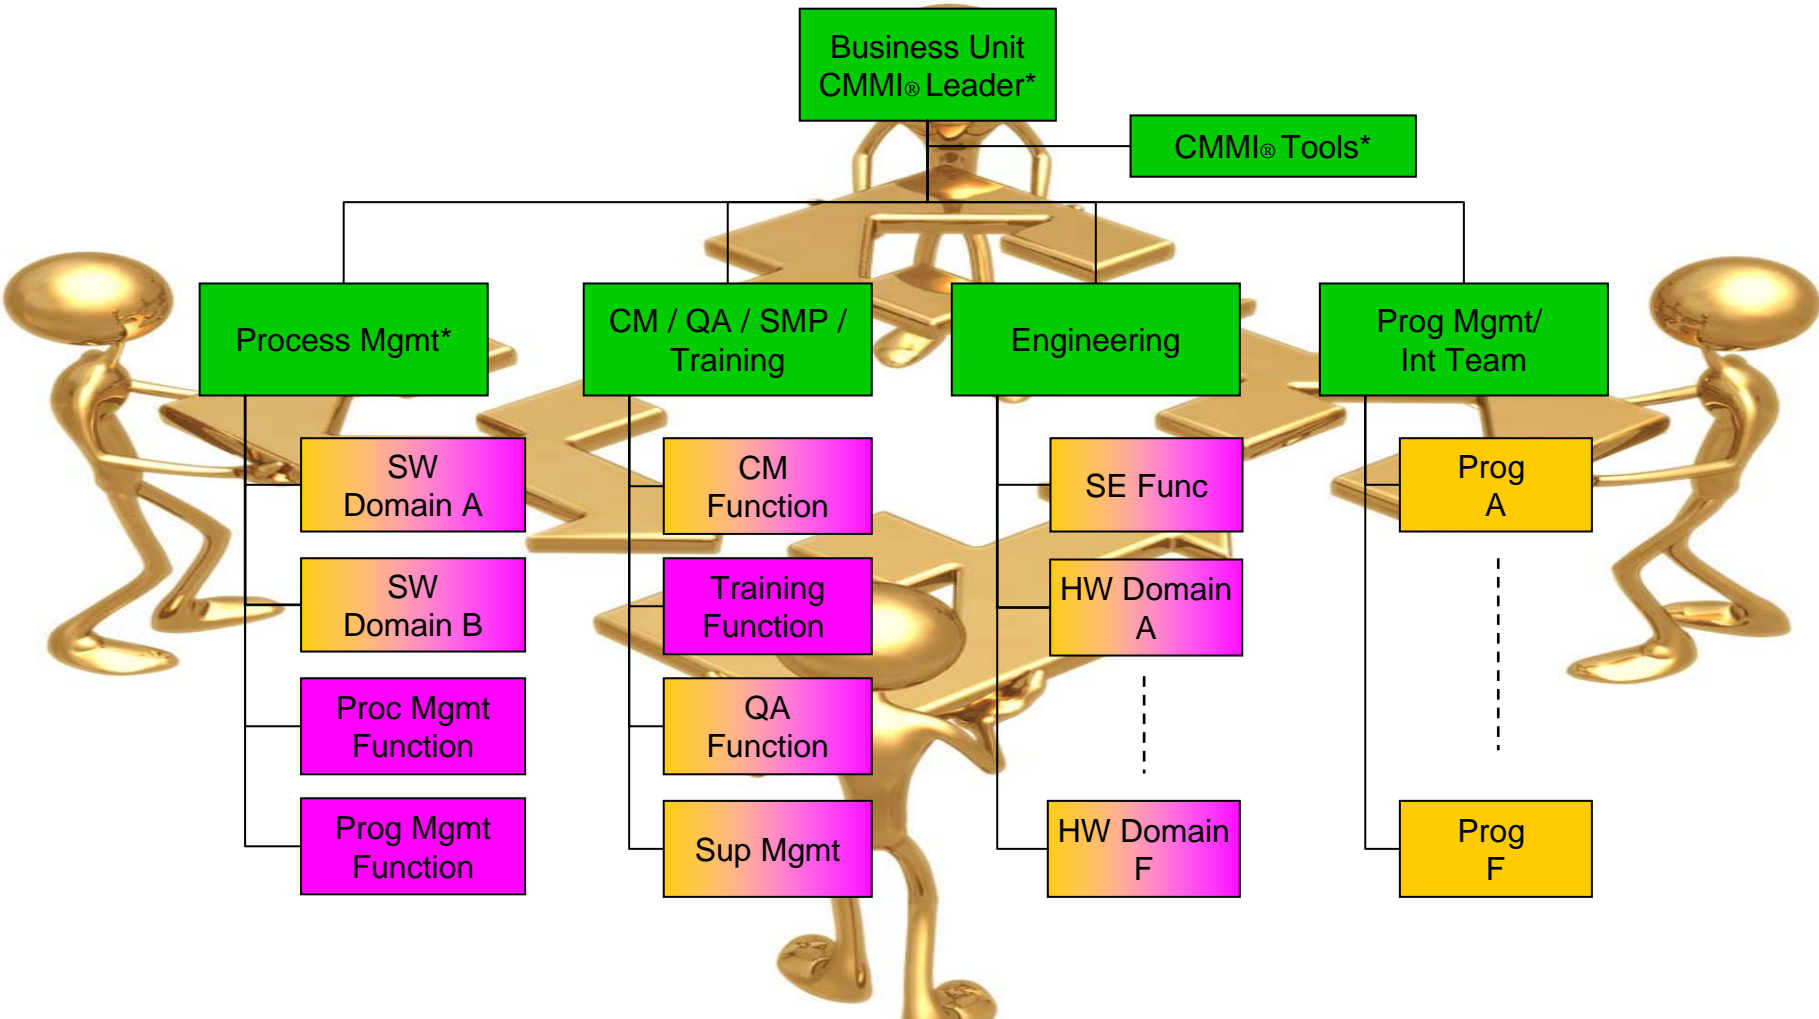 Business Unit
CMMI® Leader*
CMMI® Tools*
Process Mgmt*
CM / QA / SMP /
Training
Engineering
Prog Mgmt/
Int Team
SW
Domain A
SW
Domain B
Proc Mgmt
Function
Prog Mgmt
Function
CM
Function
Training
Function
QA
Function
Sup Mgmt
SE Func
HW Domain
A
HW Domain
F
Prog
A
Prog
F